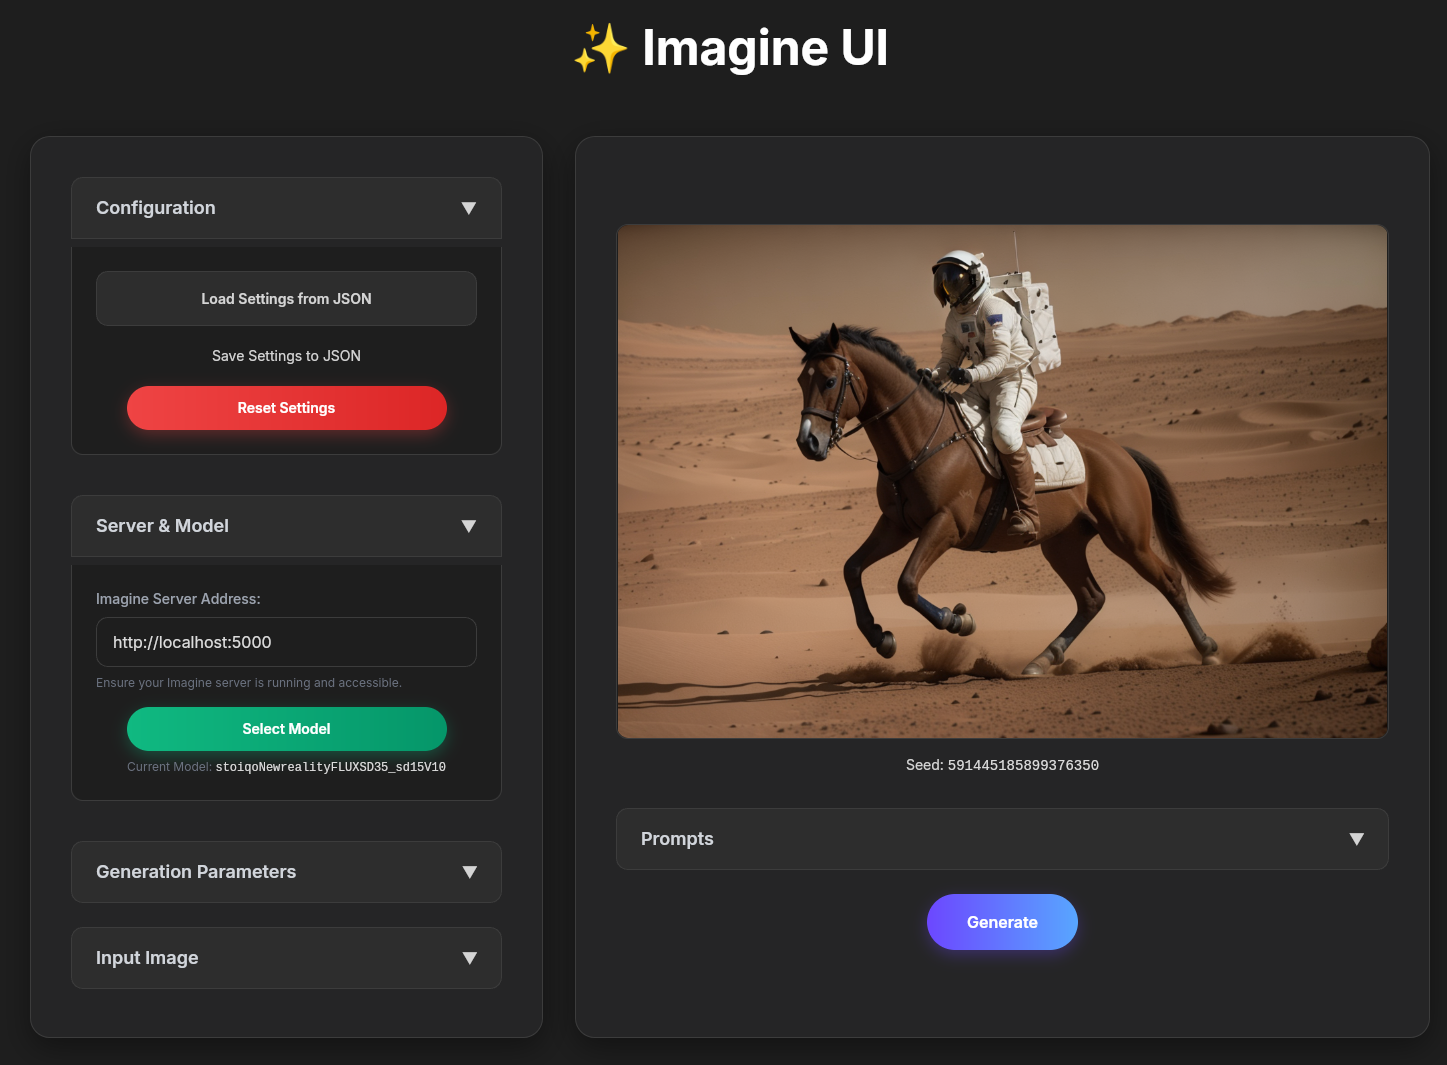 ✨ Imagine UI
Configuration ▼
Load Settings from JSON
Save Settings to JSON
Reset Settings
Server & Model ▼
Imagine Server Address:
http://localhost:5000
Ensure your Imagine server is running and accessible.
Select Model
Current Model: stoiqoNewrealityFLUXSD35_sd15V10
Generation Parameters ▼
Input Image ▼
Seed: 591445185899376350
Prompts ▼
Generate